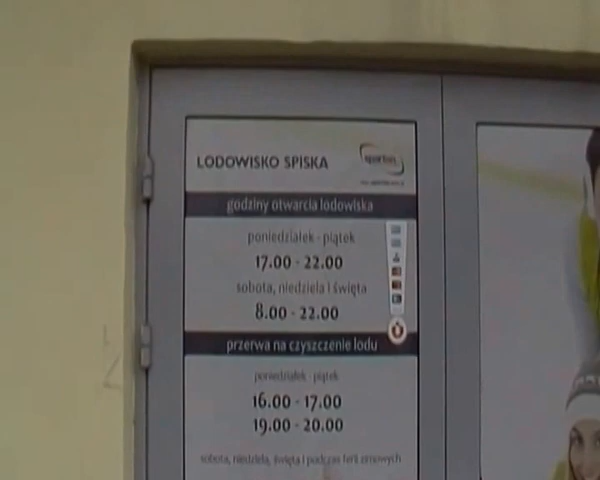 LODOWISKO SPISKA
spartan
godziny otwarcia lodowiska
poniedziałek - piątek
17.00 - 22.00
sobota, niedziela i święta
8.00 - 22.00
przerwa na czyszczenie lodu
poniedziałek - piątek
16.00 - 17.00
19.00 - 20.00
sobota, niedziela, święta i podczas ferii zimowych